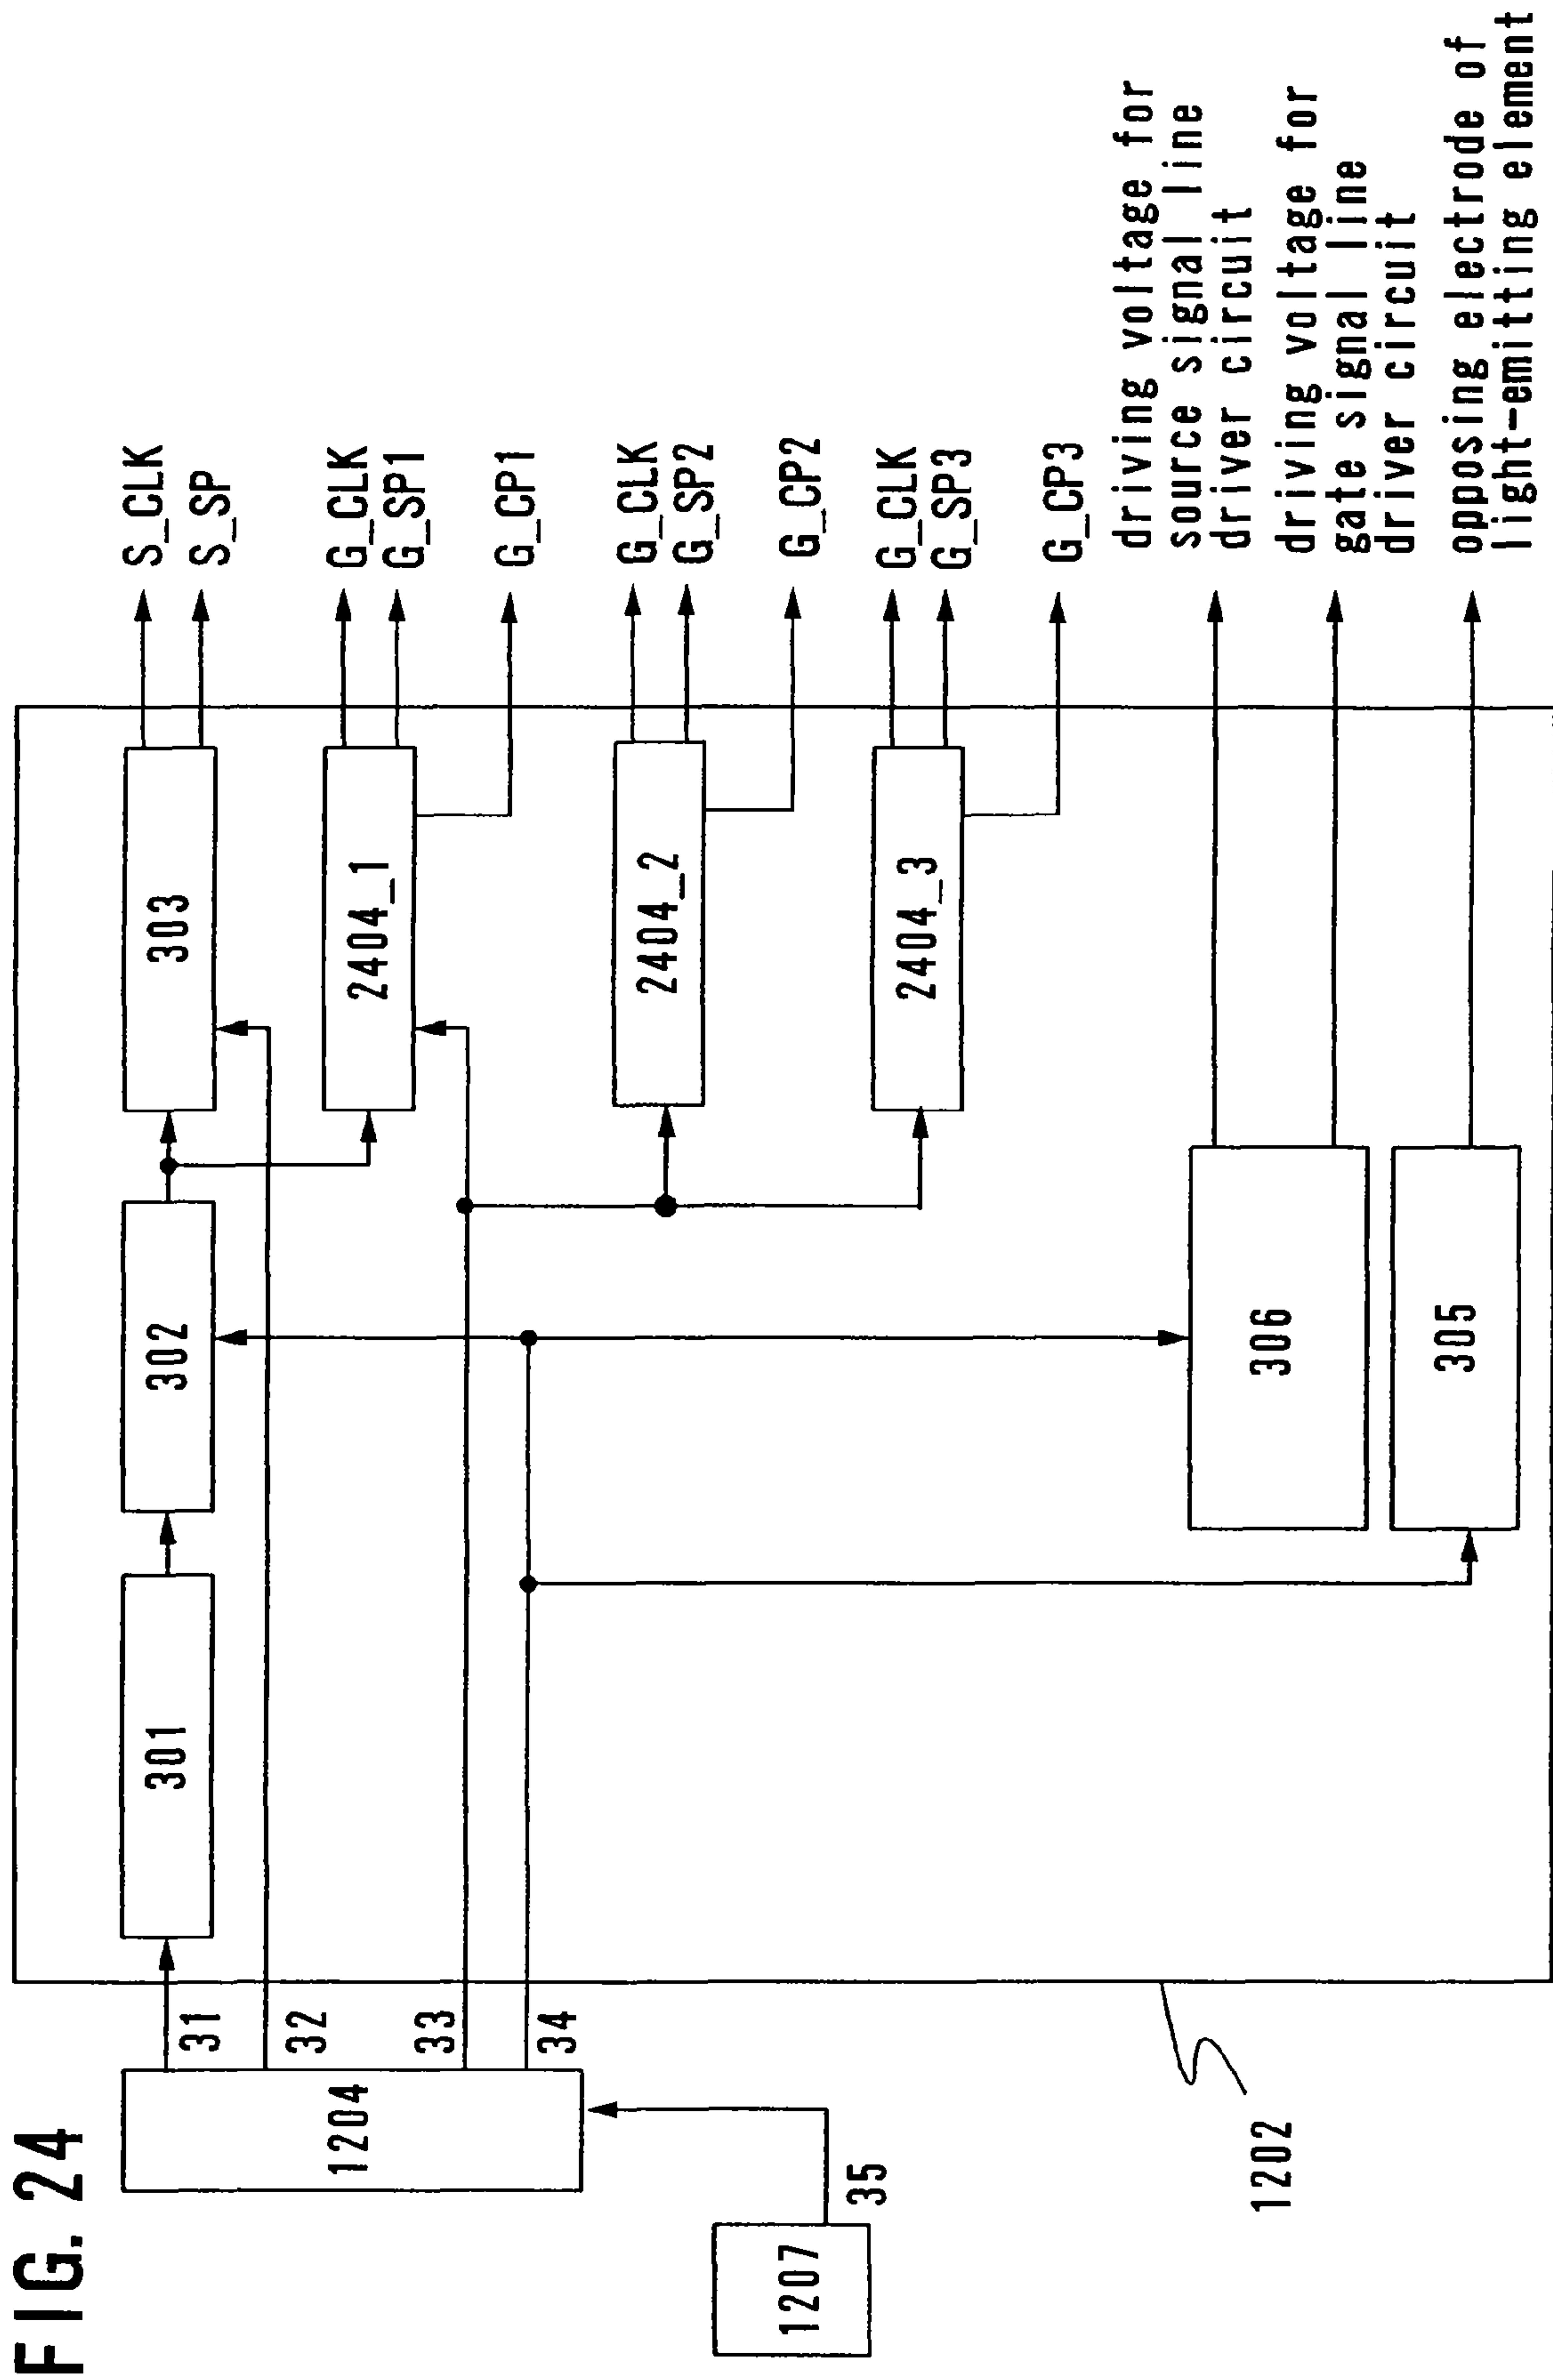 FIG. 24
1207
35
1204
31
32
33
34
1202
301
302
303
2404_1
2404_2
2404_3
306
305
S_CLK
S_SP
G_CLK
G_SP1
G_CP1
G_CLK
G_SP2
G_CP2
G_CLK
G_SP3
G_CP3
driving voltage for
source signal line
driver circuit
driving voltage for
gate signal line
driver circuit
opposing electrode of
light-emitting element